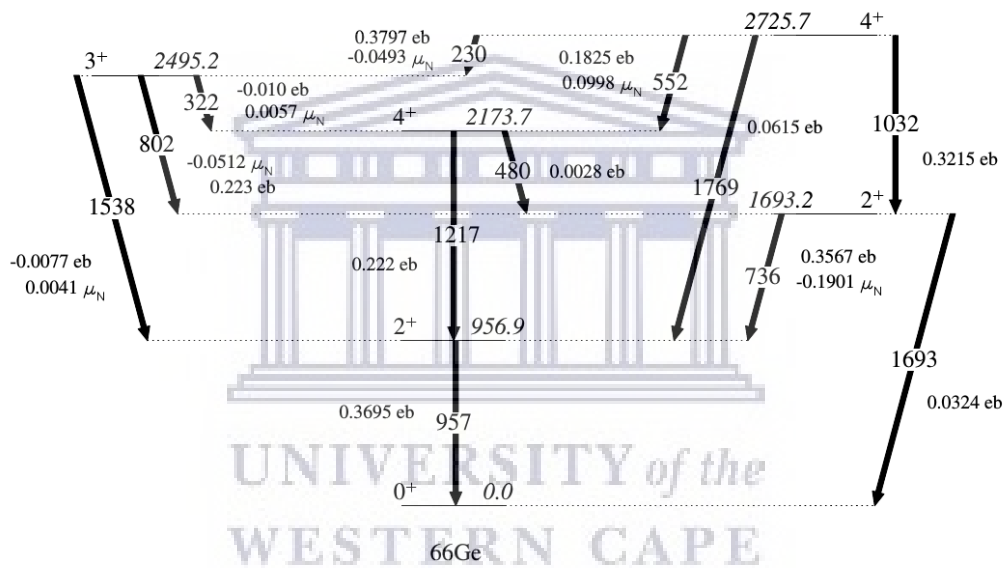 2725.7 4⁺
0.3797 eb
-0.0493 μN
230
0.1825 eb
0.0998 μN
552
3⁺ 2495.2
322
-0.010 eb
0.0057 μN
4⁺ 2173.7
802
-0.0512 μN
0.223 eb
480
0.0028 eb
0.0615 eb
1032
0.3215 eb
1769
1693.2 2⁺
1538
1217
-0.0077 eb
0.0041 μN
0.222 eb
0.3567 eb
-0.1901 μN
736
2⁺ 956.9
1693
0.0324 eb
0.3695 eb
957
UNIVERSITY of the
0⁺ 0.0
WESTERN CAPE
66Ge